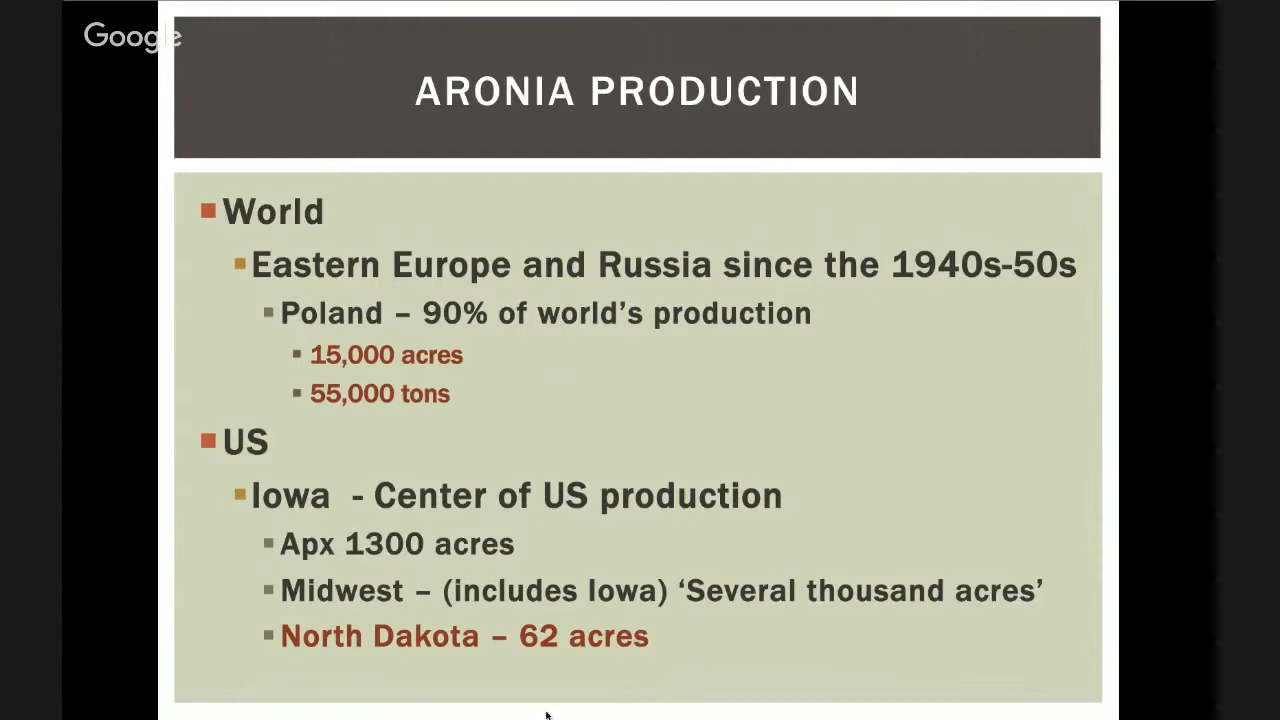 Google
ARONIA PRODUCTION
World
Eastern Europe and Russia since the 1940s-50s
Poland – 90% of world’s production
15,000 acres
55,000 tons
US
Iowa - Center of US production
Apx 1300 acres
Midwest – (includes Iowa) ‘Several thousand acres’
North Dakota – 62 acres